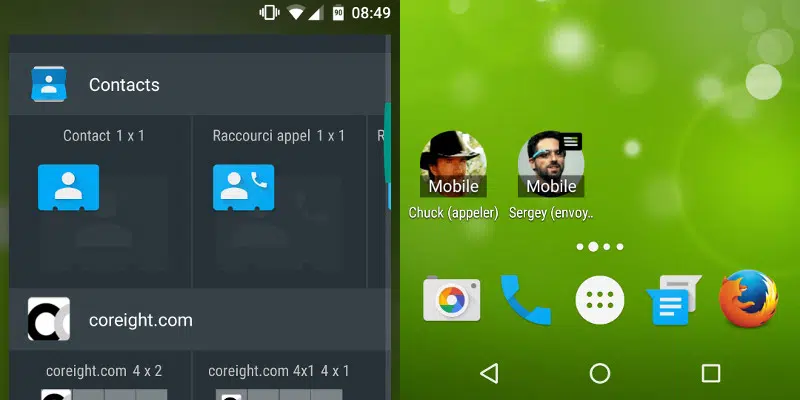 90 08:49
Contacts
Contact 1 x 1
Raccourci appel 1 x 1
R
coreight.com
coreight.com 4 x 2
coreight.com 4x1 4 x 1
Mobile
Mobile
Chuck (appeler)
Sergey (envoy..